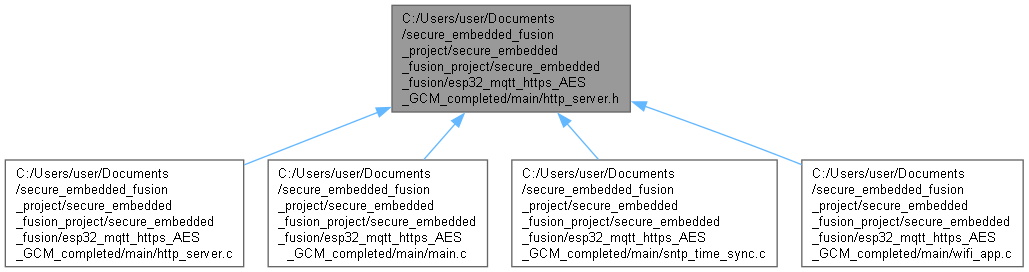 C:/Users/user/Documents
/secure_embedded_fusion
_project/secure_embedded
_fusion_project/secure_embedded
_fusion/esp32_mqtt_https_AES
_GCM_completed/main/http_server.h
C:/Users/user/Documents
/secure_embedded_fusion
_project/secure_embedded
_fusion_project/secure_embedded
_fusion/esp32_mqtt_https_AES
_GCM_completed/main/http_server.c
C:/Users/user/Documents
/secure_embedded_fusion
_project/secure_embedded
_fusion_project/secure_embedded
_fusion/esp32_mqtt_https_AES
_GCM_completed/main/main.c
C:/Users/user/Documents
/secure_embedded_fusion
_project/secure_embedded
_fusion_project/secure_embedded
_fusion/esp32_mqtt_https_AES
_GCM_completed/main/sntp_time_sync.c
C:/Users/user/Documents
/secure_embedded_fusion
_project/secure_embedded
_fusion_project/secure_embedded
_fusion/esp32_mqtt_https_AES
_GCM_completed/main/wifi_app.c